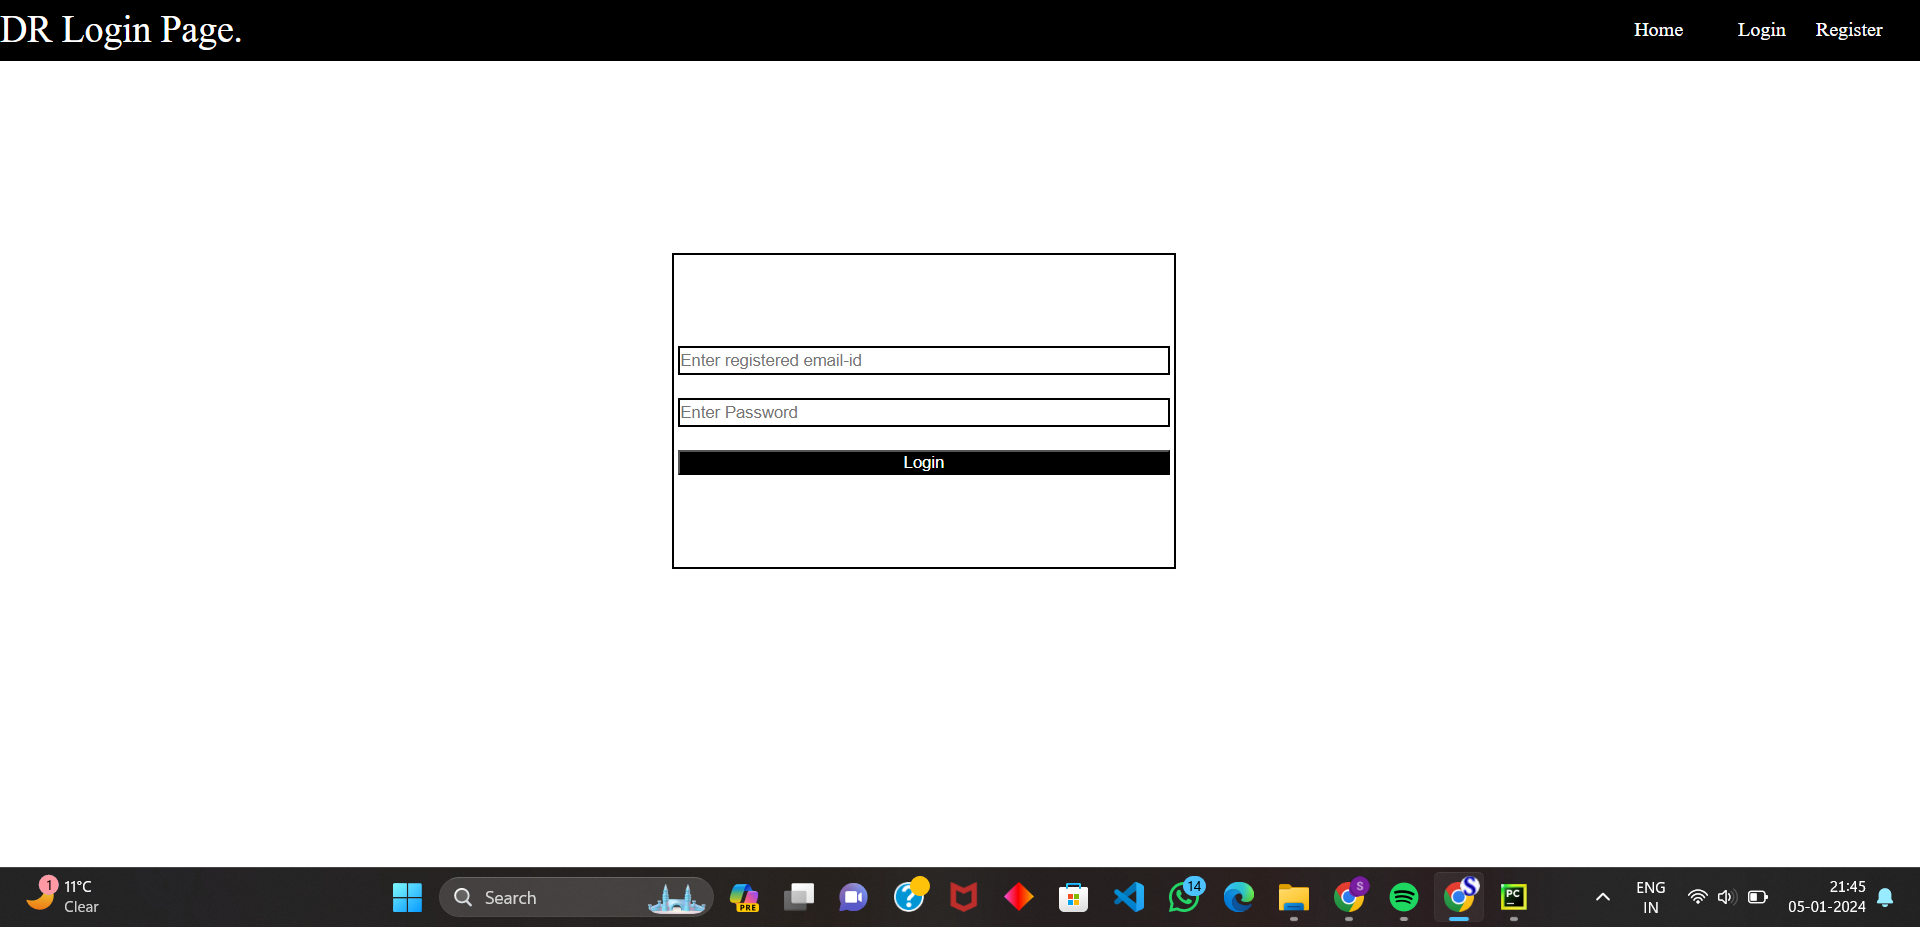 DR Login Page.
Home Login Register
Enter registered email-id
Enter Password
Login
1
11°C
Clear
Search
PRE
14
S
S
PC
ENG
IN
21:45
05-01-2024